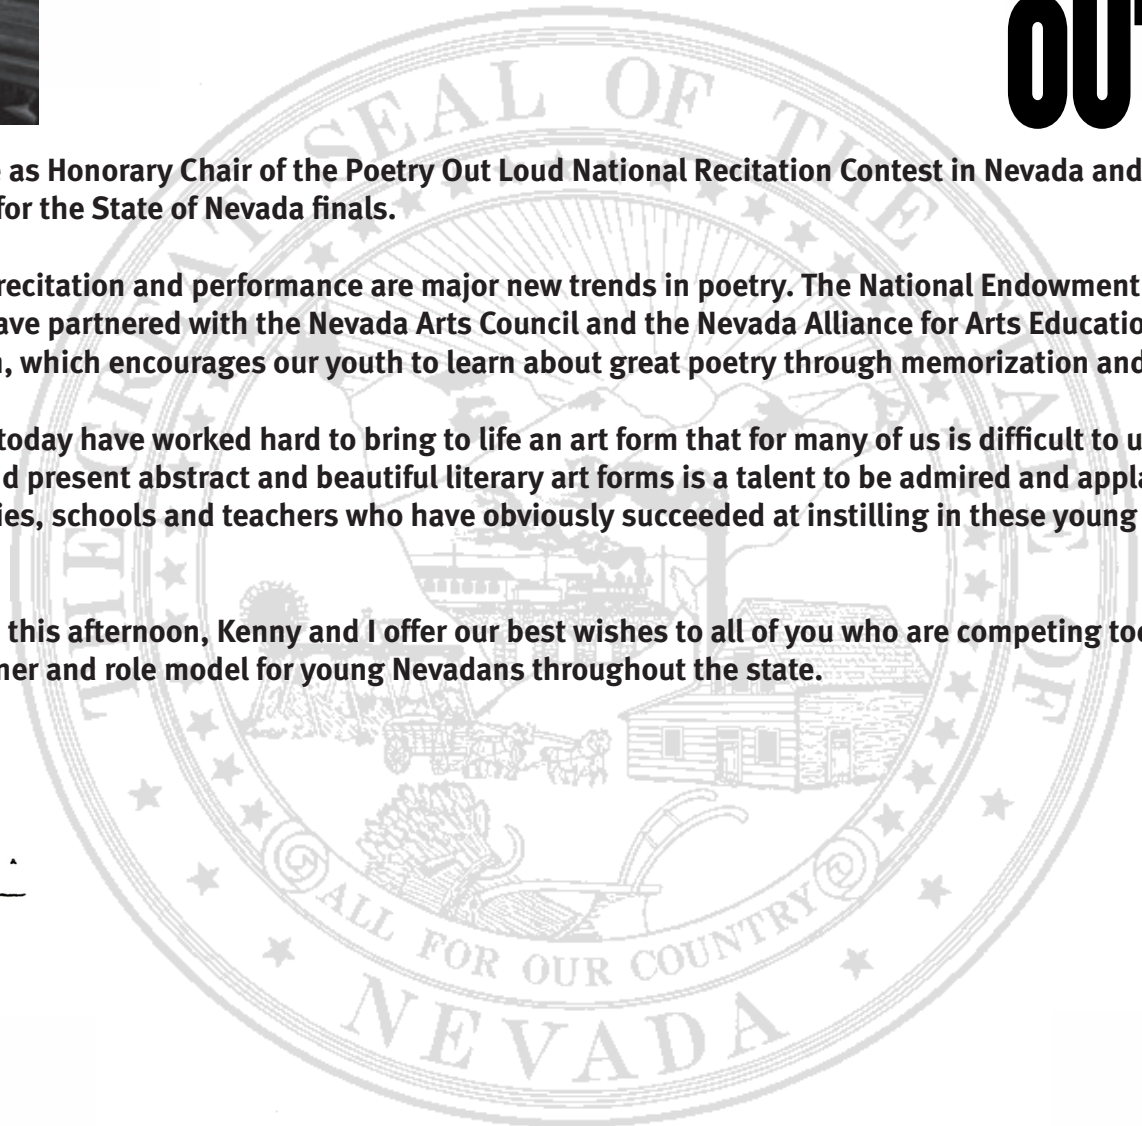 OUT
as Honorary Chair of the Poetry Out Loud National Recitation Contest in Nevada and
for the State of Nevada finals.
recitation and performance are major new trends in poetry. The National Endowment
ave partnered with the Nevada Arts Council and the Nevada Alliance for Arts Educatio
, which encourages our youth to learn about great poetry through memorization and
today have worked hard to bring to life an art form that for many of us is difficult to u
d present abstract and beautiful literary art forms is a talent to be admired and appla
ies, schools and teachers who have obviously succeeded at instilling in these young
this afternoon, Kenny and I offer our best wishes to all of you who are competing tod
ner and role model for young Nevadans throughout the state.
THE GREAT SEAL OF THE STATE OF
ALL FOR OUR COUNTRY
NEVADA